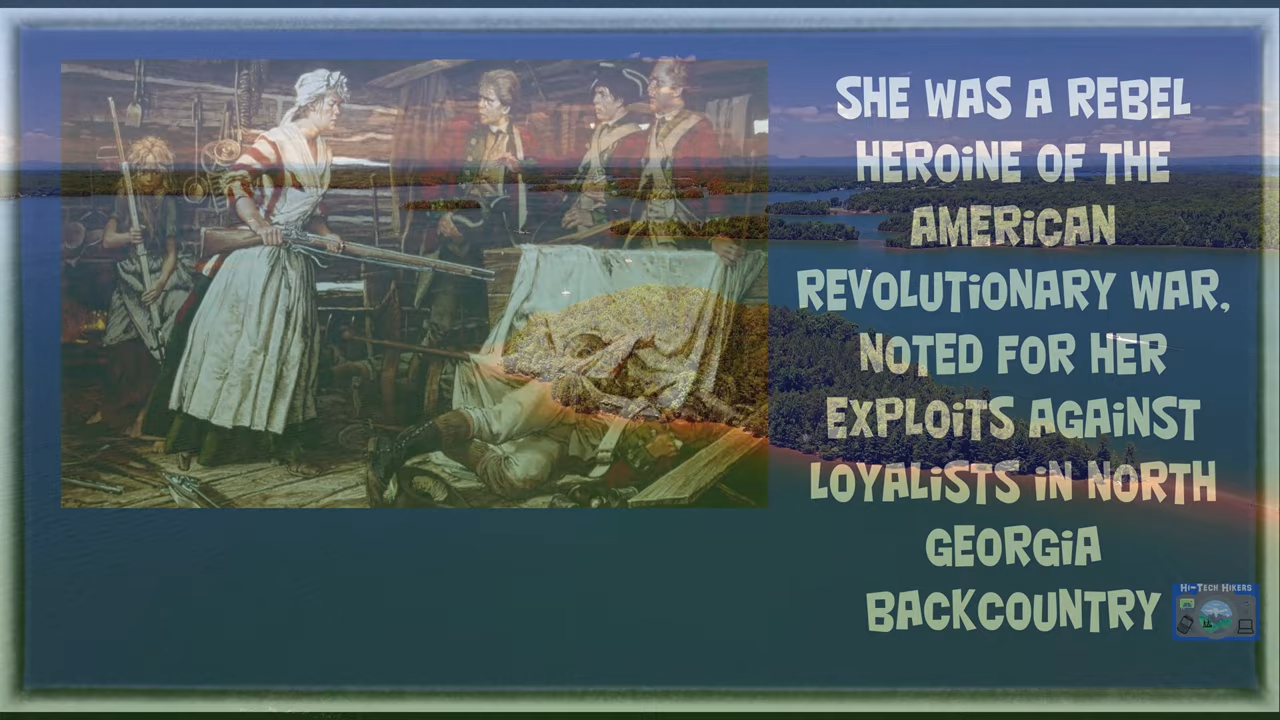 SHE WAS A REBEL
HEROiNE OF THE
AMERiCAN
REVOLUTiONARY WAR,
NOTED FOR HER
EXPLOiTS AGAiNST
LOYALiSTS iN NORTH
GEORGiA
BACKCOUNTRY
Hi-Tech Hikers